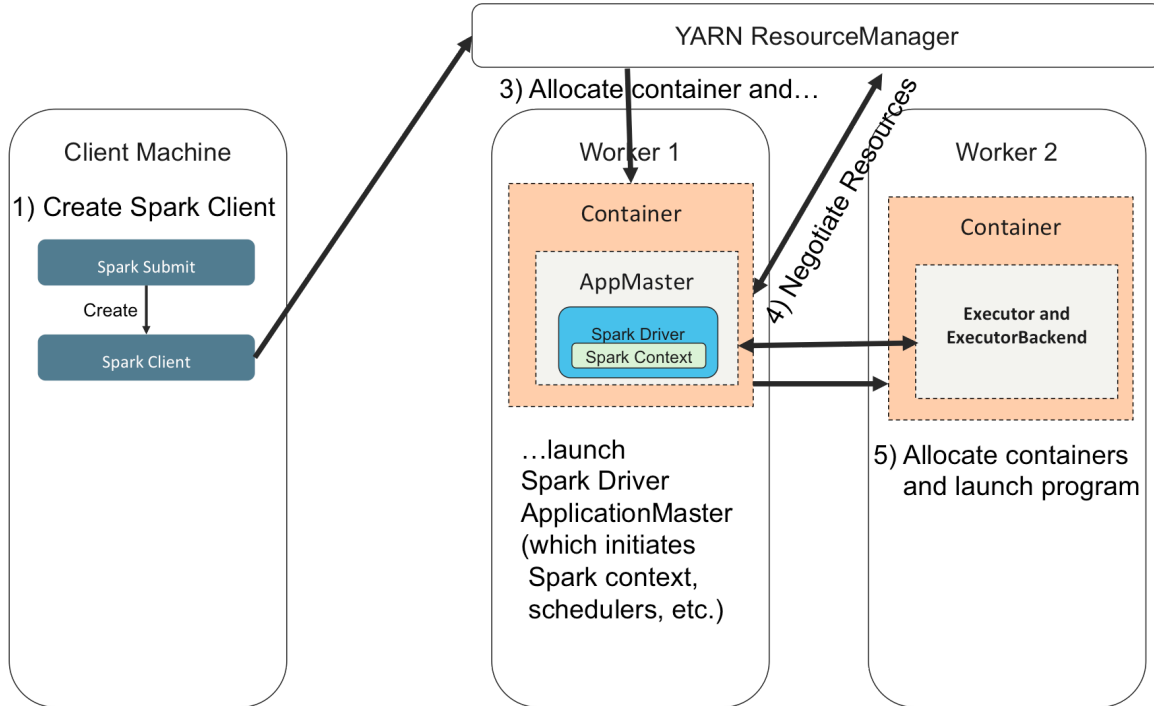 YARN ResourceManager
3) Allocate container and…
Client Machine
1) Create Spark Client
Spark Submit
Create
Spark Client
Worker 1
Container
AppMaster
Spark Driver
Spark Context
…launch
Spark Driver
ApplicationMaster
(which initiates
Spark context,
schedulers, etc.)
4) Negotiate Resources
Worker 2
Container
Executor and
ExecutorBackend
5) Allocate containers
and launch program